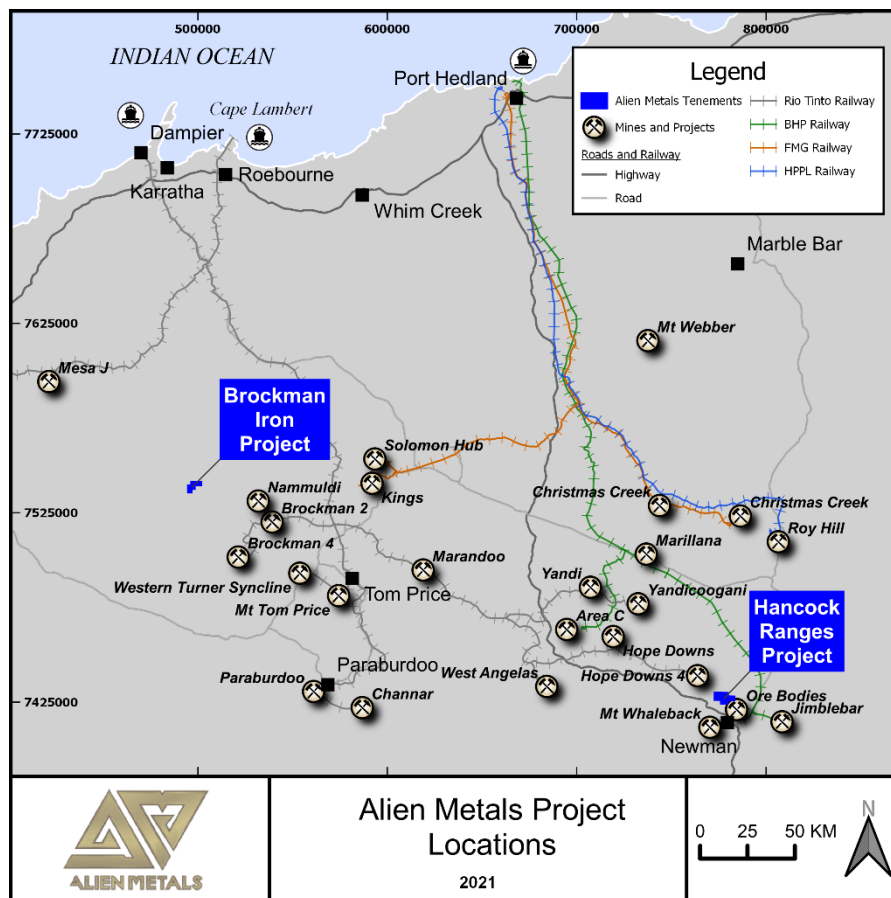 500000
600000
700000
800000
INDIAN OCEAN
Port Hedland
Cape Lambert
7725000
Dampier
Karratha
Roebourne
Whim Creek
Legend
Alien Metals Tenements
Mines and Projects
Roads and Railway
Highway
Road
Rio Tinto Railway
BHP Railway
FMG Railway
HPPL Railway
Marble Bar
7625000
Mt Webber
Mesa J
Brockman
Iron
Project
Solomon Hub
Kings
Nammuldi
Brockman 2
7525000
Christmas Creek
Christmas Creek
Roy Hill
Brockman 4
Marandoo
Marillana
Western Turner Syncline
Tom Price
Mt Tom Price
Yandi
Yandicoogani
Area C
Hope Downs
Hancock
Ranges
Project
Paraburdoo
Paraburdoo
Channar
West Angelas
Hope Downs 4
7425000
Ore Bodies
Jimblebar
Mt Whaleback
Newman
ALIEN METALS
Alien Metals Project
Locations
2021
0 25 50 KM
N